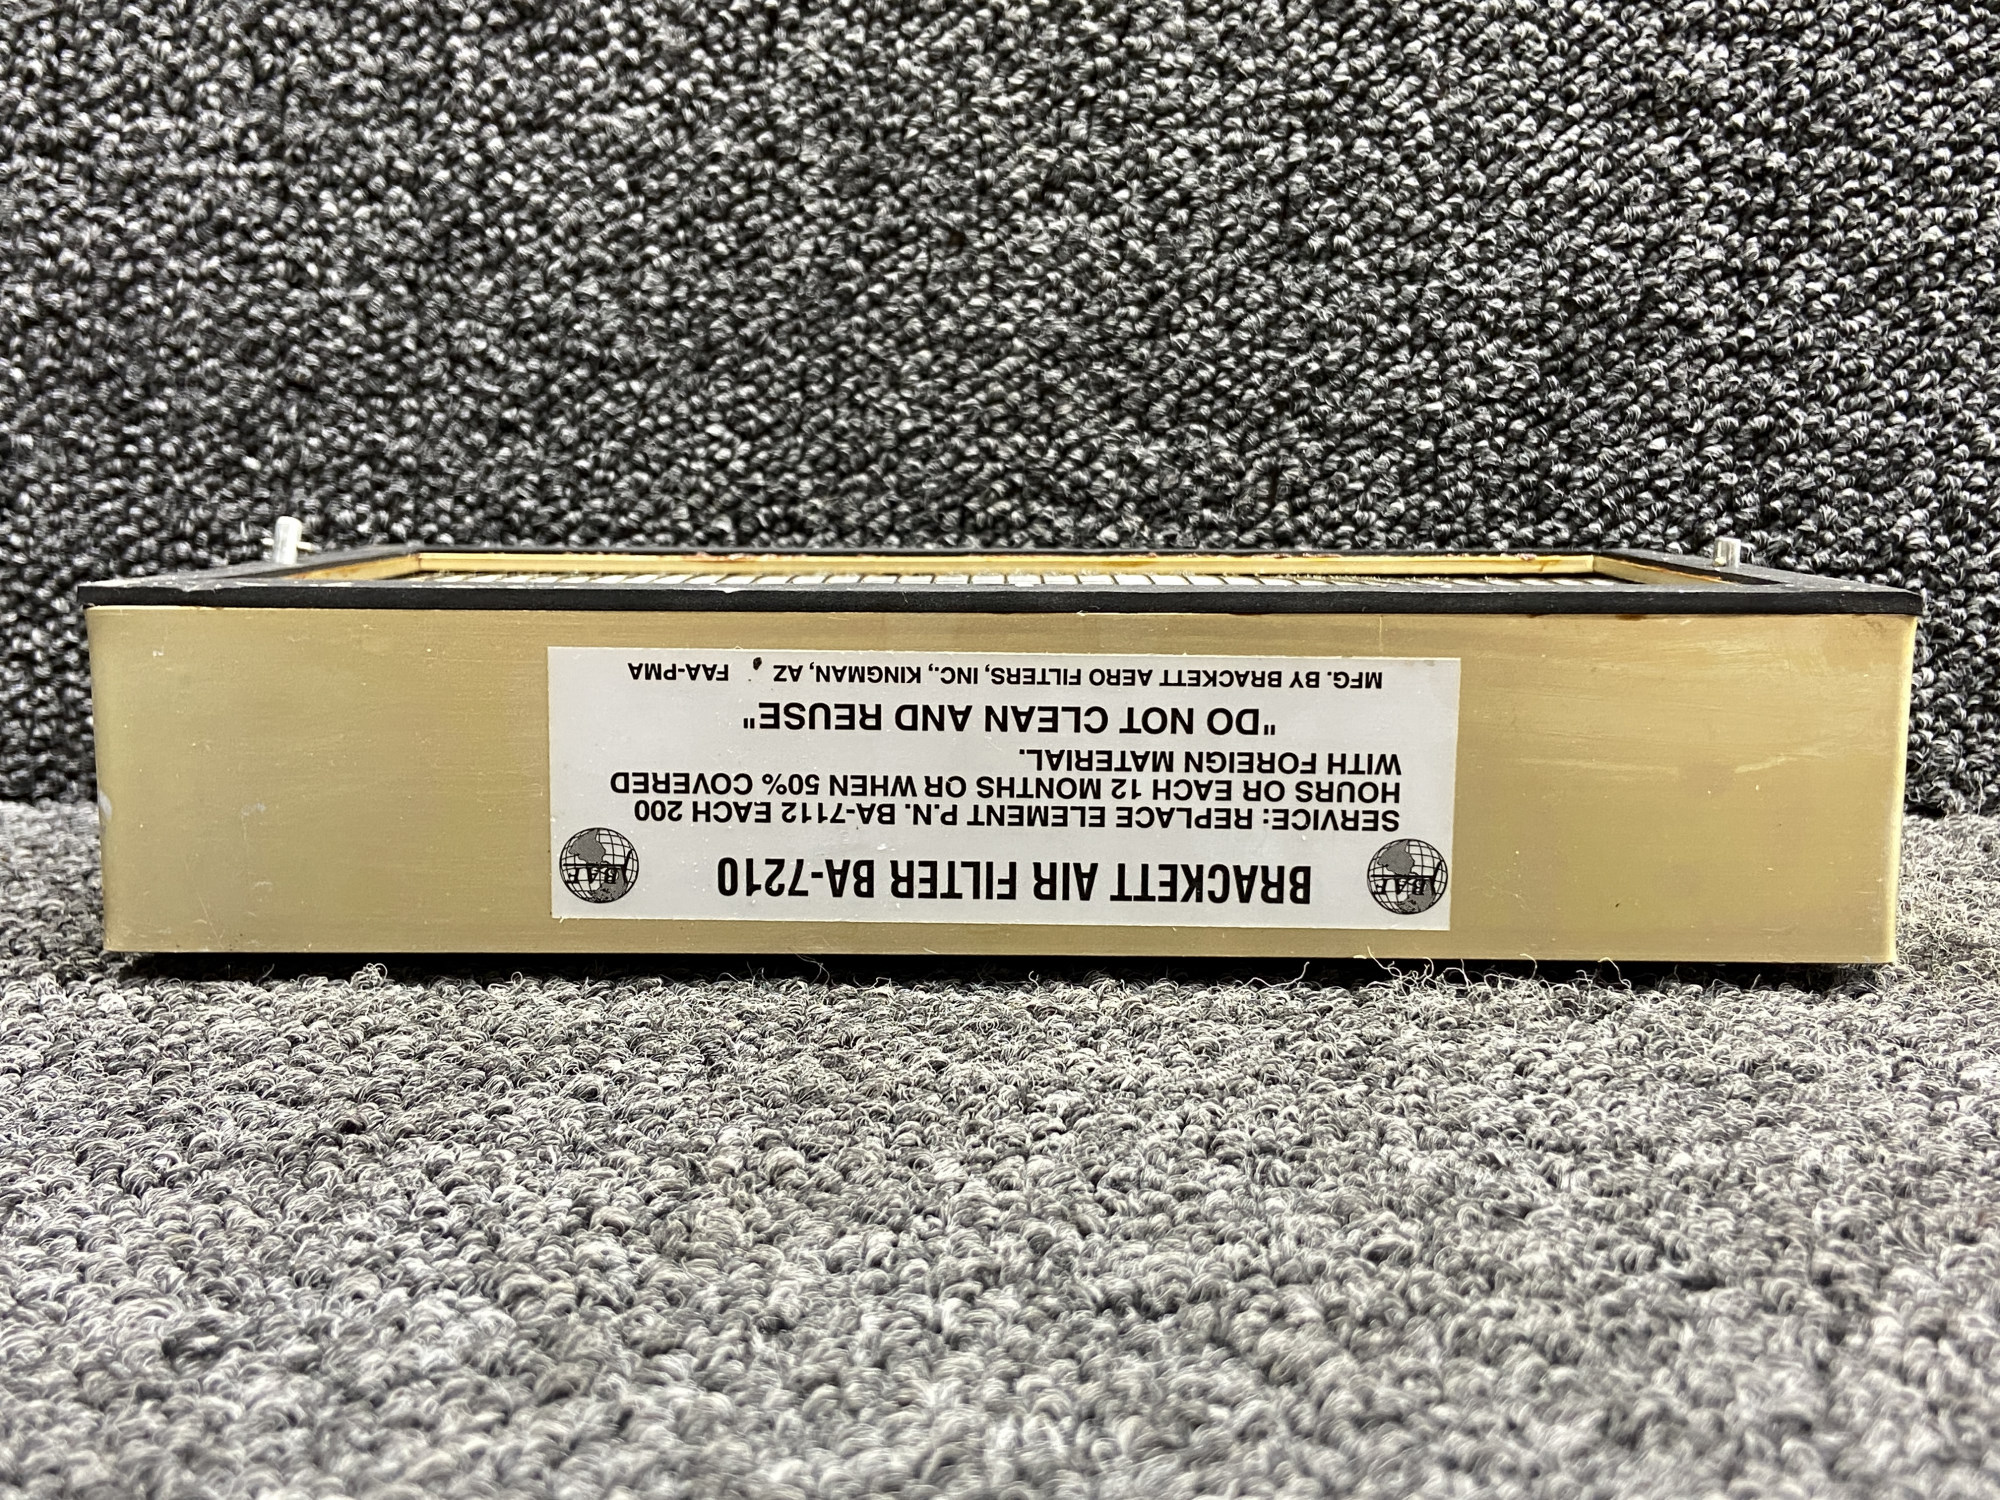 BRACKETT AIR FILTER BA-7210
BAF
BAF
SERVICE: REPLACE ELEMENT P.N. BA-7112 EACH 200
HOURS OR EACH 12 MONTHS OR WHEN 50% COVERED
WITH FOREIGN MATERIAL.
"DO NOT CLEAN AND REUSE"
MFG. BY BRACKETT AERO FILTERS, INC., KINGMAN, AZ FAA-PMA